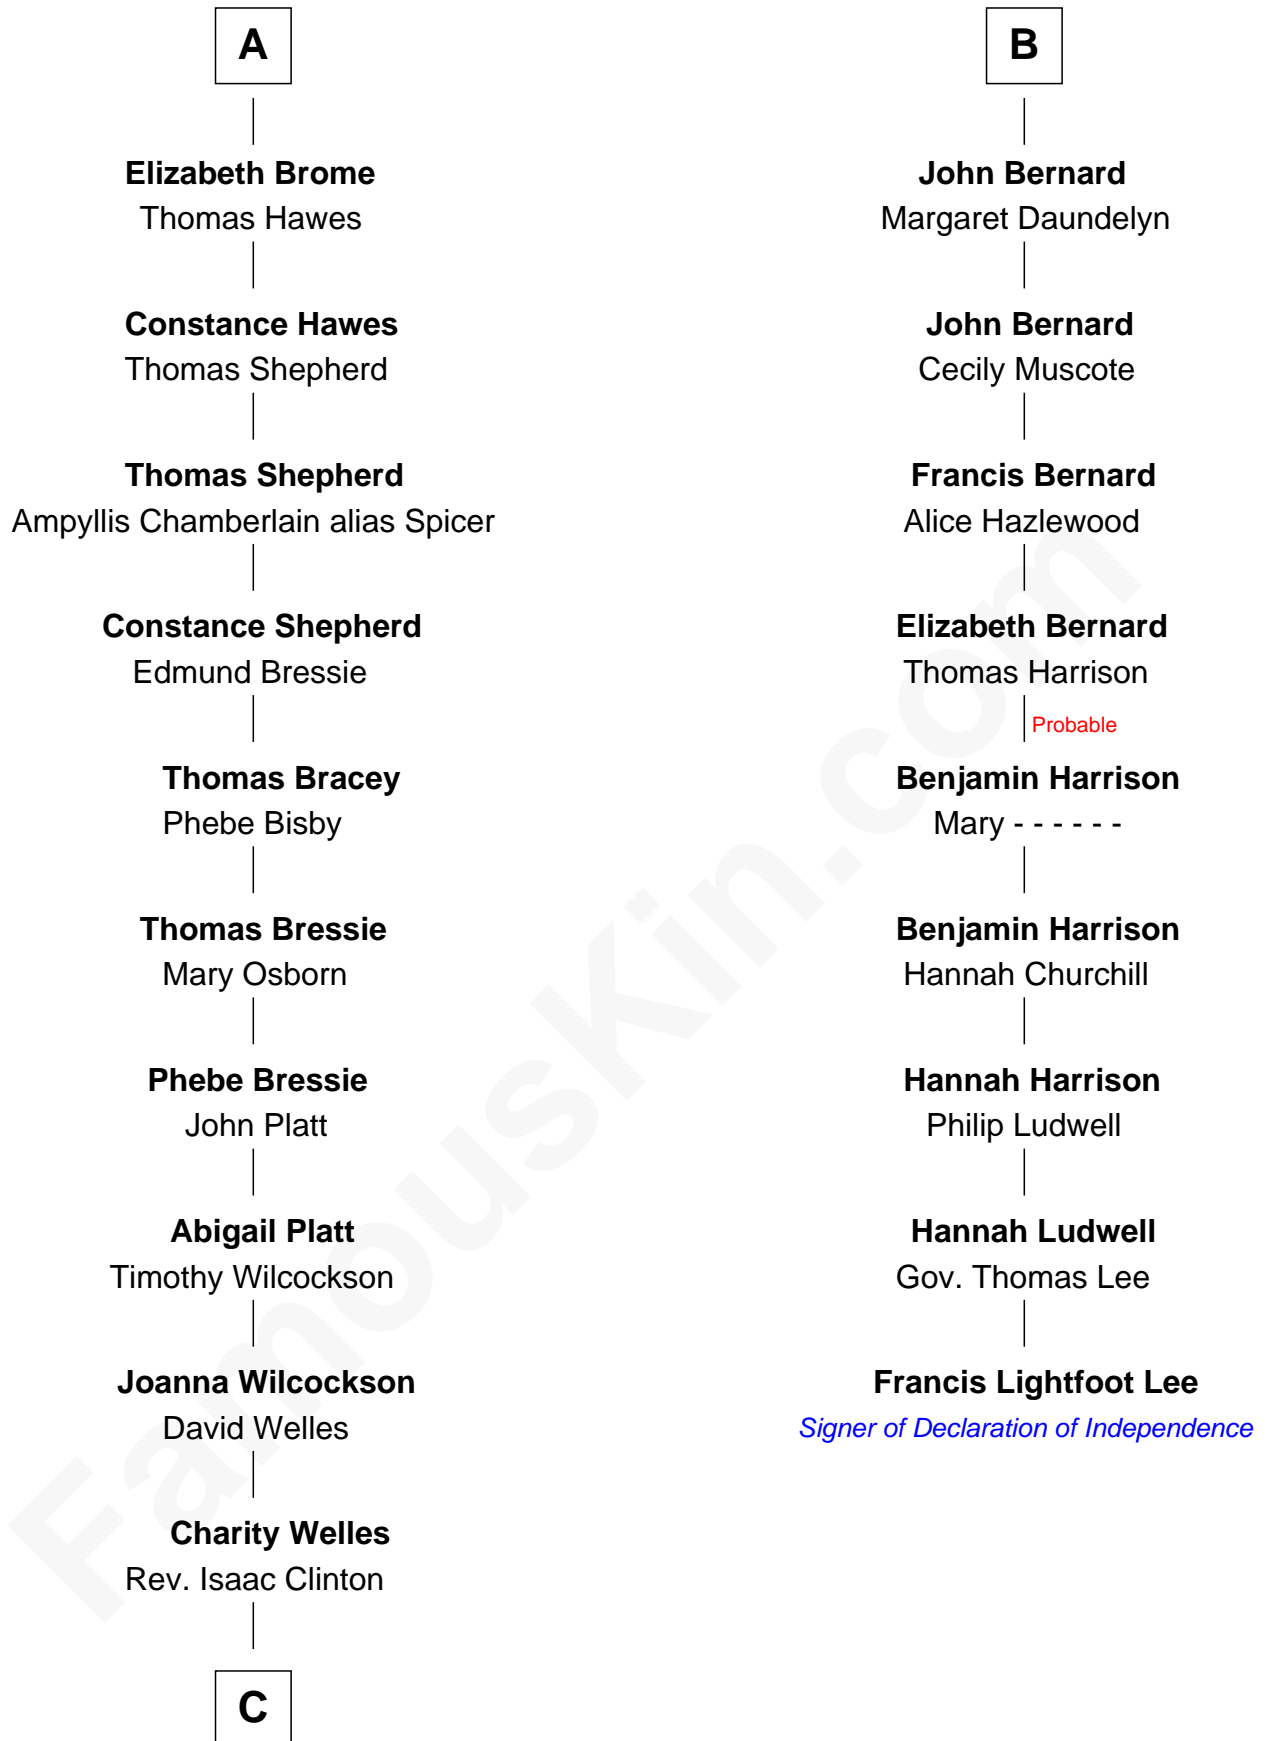 A
Elizabeth Brome
Thomas Hawes
Constance Hawes
Thomas Shepherd
Thomas Shepherd
Ampyllis Chamberlain alias Spicer
Constance Shepherd
Edmund Bressie
Thomas Bracey
Phebe Bisby
Thomas Bressie
Mary Osborn
Phebe Bressie
John Platt
Abigail Platt
Timothy Wilcockson
Joanna Wilcockson
David Welles
Charity Welles
Rev. Isaac Clinton
C
B
John Bernard
Margaret Daundelyn
John Bernard
Cecily Muscote
Francis Bernard
Alice Hazlewood
Elizabeth Bernard
Thomas Harrison
Probable
Benjamin Harrison
Mary - - - - - -
Benjamin Harrison
Hannah Churchill
Hannah Harrison
Philip Ludwell
Hannah Ludwell
Gov. Thomas Lee
Francis Lightfoot Lee
Signer of Declaration of Independence
FamousKin.com